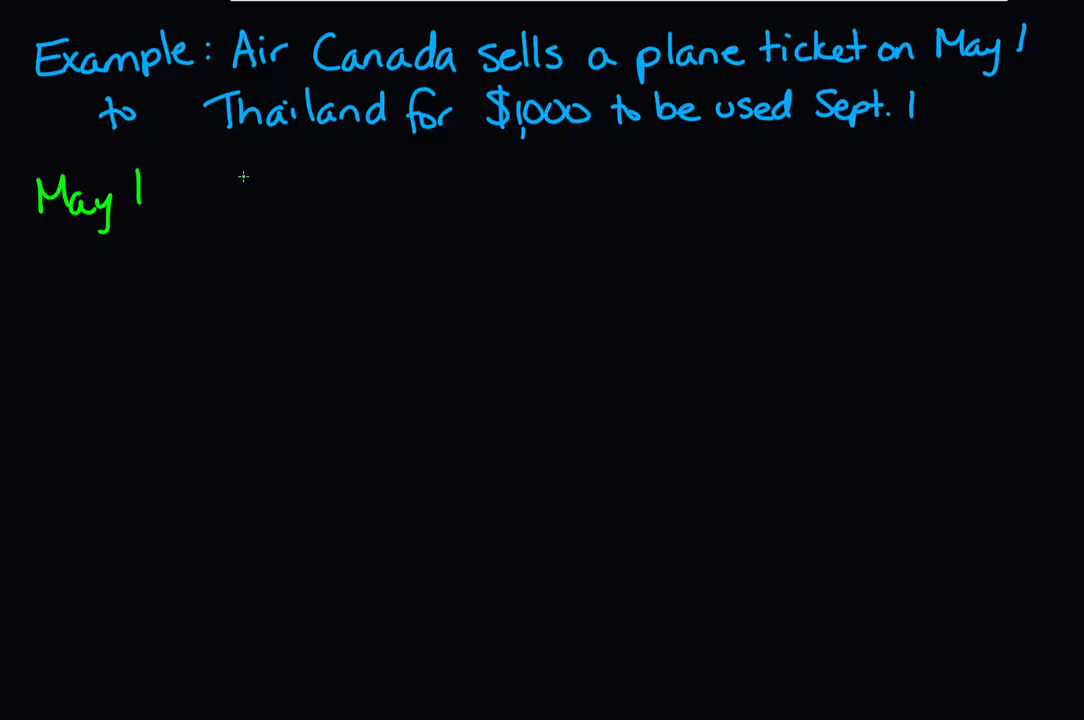 Example: Air Canada sells a plane ticket on May 1
to Thailand for $1,000 to be used Sept. 1
May 1